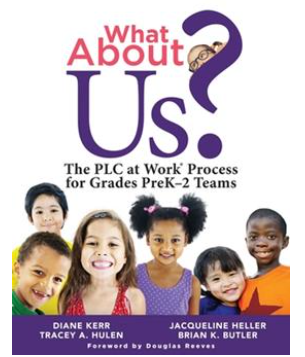 What
About
Us?
The PLC at Work® Process
for Grades PreK–2 Teams
DIANE KERR JACQUELINE HELLER
TRACEY A. HULEN BRIAN K. BUTLER
Foreword by Douglas Reeves